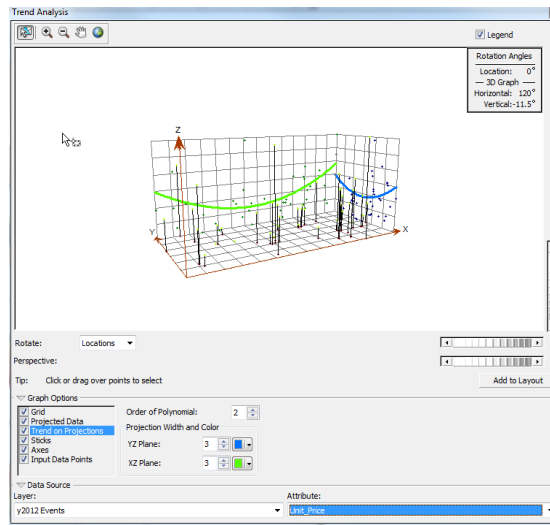 Trend Analysis
Legend
Rotation Angles
Location: 0°
3D Graph
Horizontal: 120°
Vertical:-11.5°
Z
Y
X
Rotate: Locations
Perspective:
Tip: Click or drag over points to select
Add to Layout
Graph Options
Grid
Projected Data
Trend on Projections
Sticks
Axes
Input Data Points
Order of Polynomial: 2
Projection Width and Color
YZ Plane: 3
XZ Plane: 3
Data Source
Layer: Attribute:
y2012 Events Unit_Price